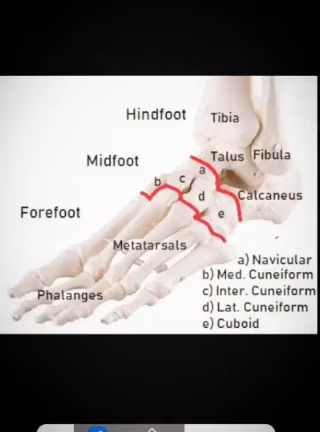 Hindfoot
Tibia
Midfoot
Talus
Fibula
a
b
c
d
Calcaneus
e
Forefoot
Metatarsals
Phalanges
a) Navicular
b) Med. Cuneiform
c) Inter. Cuneiform
d) Lat. Cuneiform
e) Cuboid